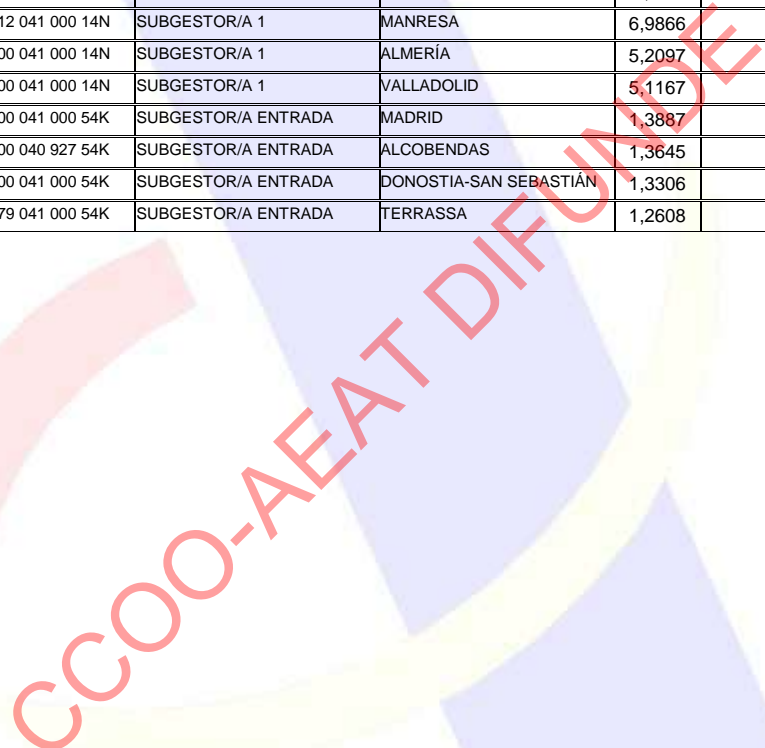 12 041 000 14N SUBGESTOR/A 1 MANRESA 6,9866
00 041 000 14N SUBGESTOR/A 1 ALMERÍA 5,2097
00 041 000 14N SUBGESTOR/A 1 VALLADOLID 5,1167
00 041 000 54K SUBGESTOR/A ENTRADA MADRID 1,3887
00 040 927 54K SUBGESTOR/A ENTRADA ALCOBENDAS 1,3645
00 041 000 54K SUBGESTOR/A ENTRADA DONOSTIA-SAN SEBASTIÁN 1,3306
79 041 000 54K SUBGESTOR/A ENTRADA TERRASSA 1,2608
CCOO-AEAT DIFUNDE